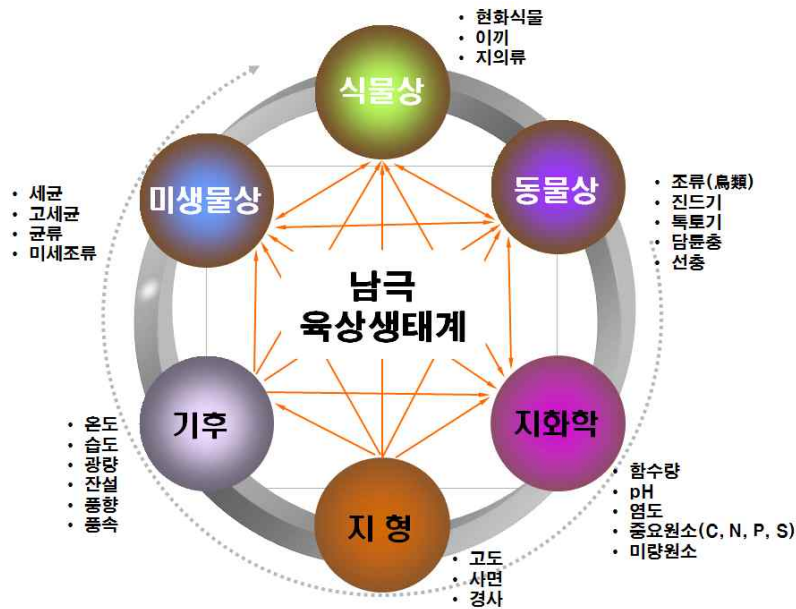 • 현화식물
• 이끼
• 지의류
식물상
미생물상
동물상
• 세균
• 고세균
• 균류
• 미세조류
• 조류(鳥類)
• 진드기
• 톡토기
• 담륜충
• 선충
남극
육상생태계
기후
지화학
• 온도
• 습도
• 광량
• 잔설
• 풍향
• 풍속
• 함수량
• pH
• 염도
• 중요원소(C, N, P, S)
• 미량원소
지 형
• 고도
• 사면
• 경사